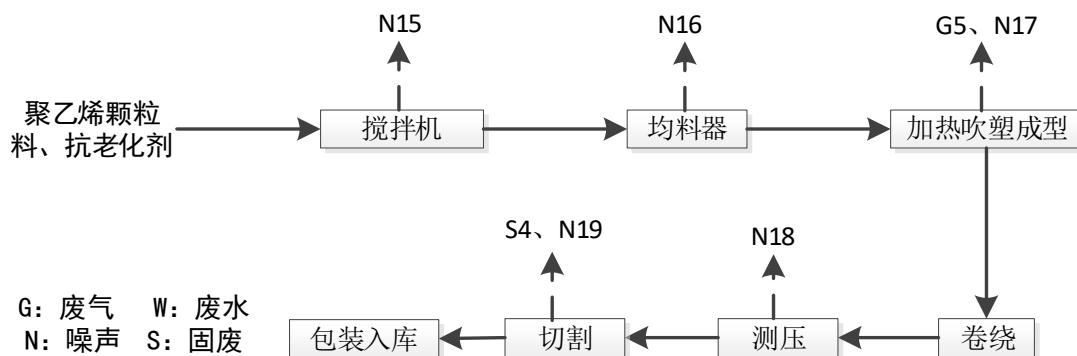 N15
N16
G5、N17
聚乙烯颗粒
料、抗老化剂
搅拌机
均料器
加热吹塑成型
S4、N19
N18
G: 废气 W: 废水
N: 噪声 S: 固废
包装入库
切割
测压
卷绕